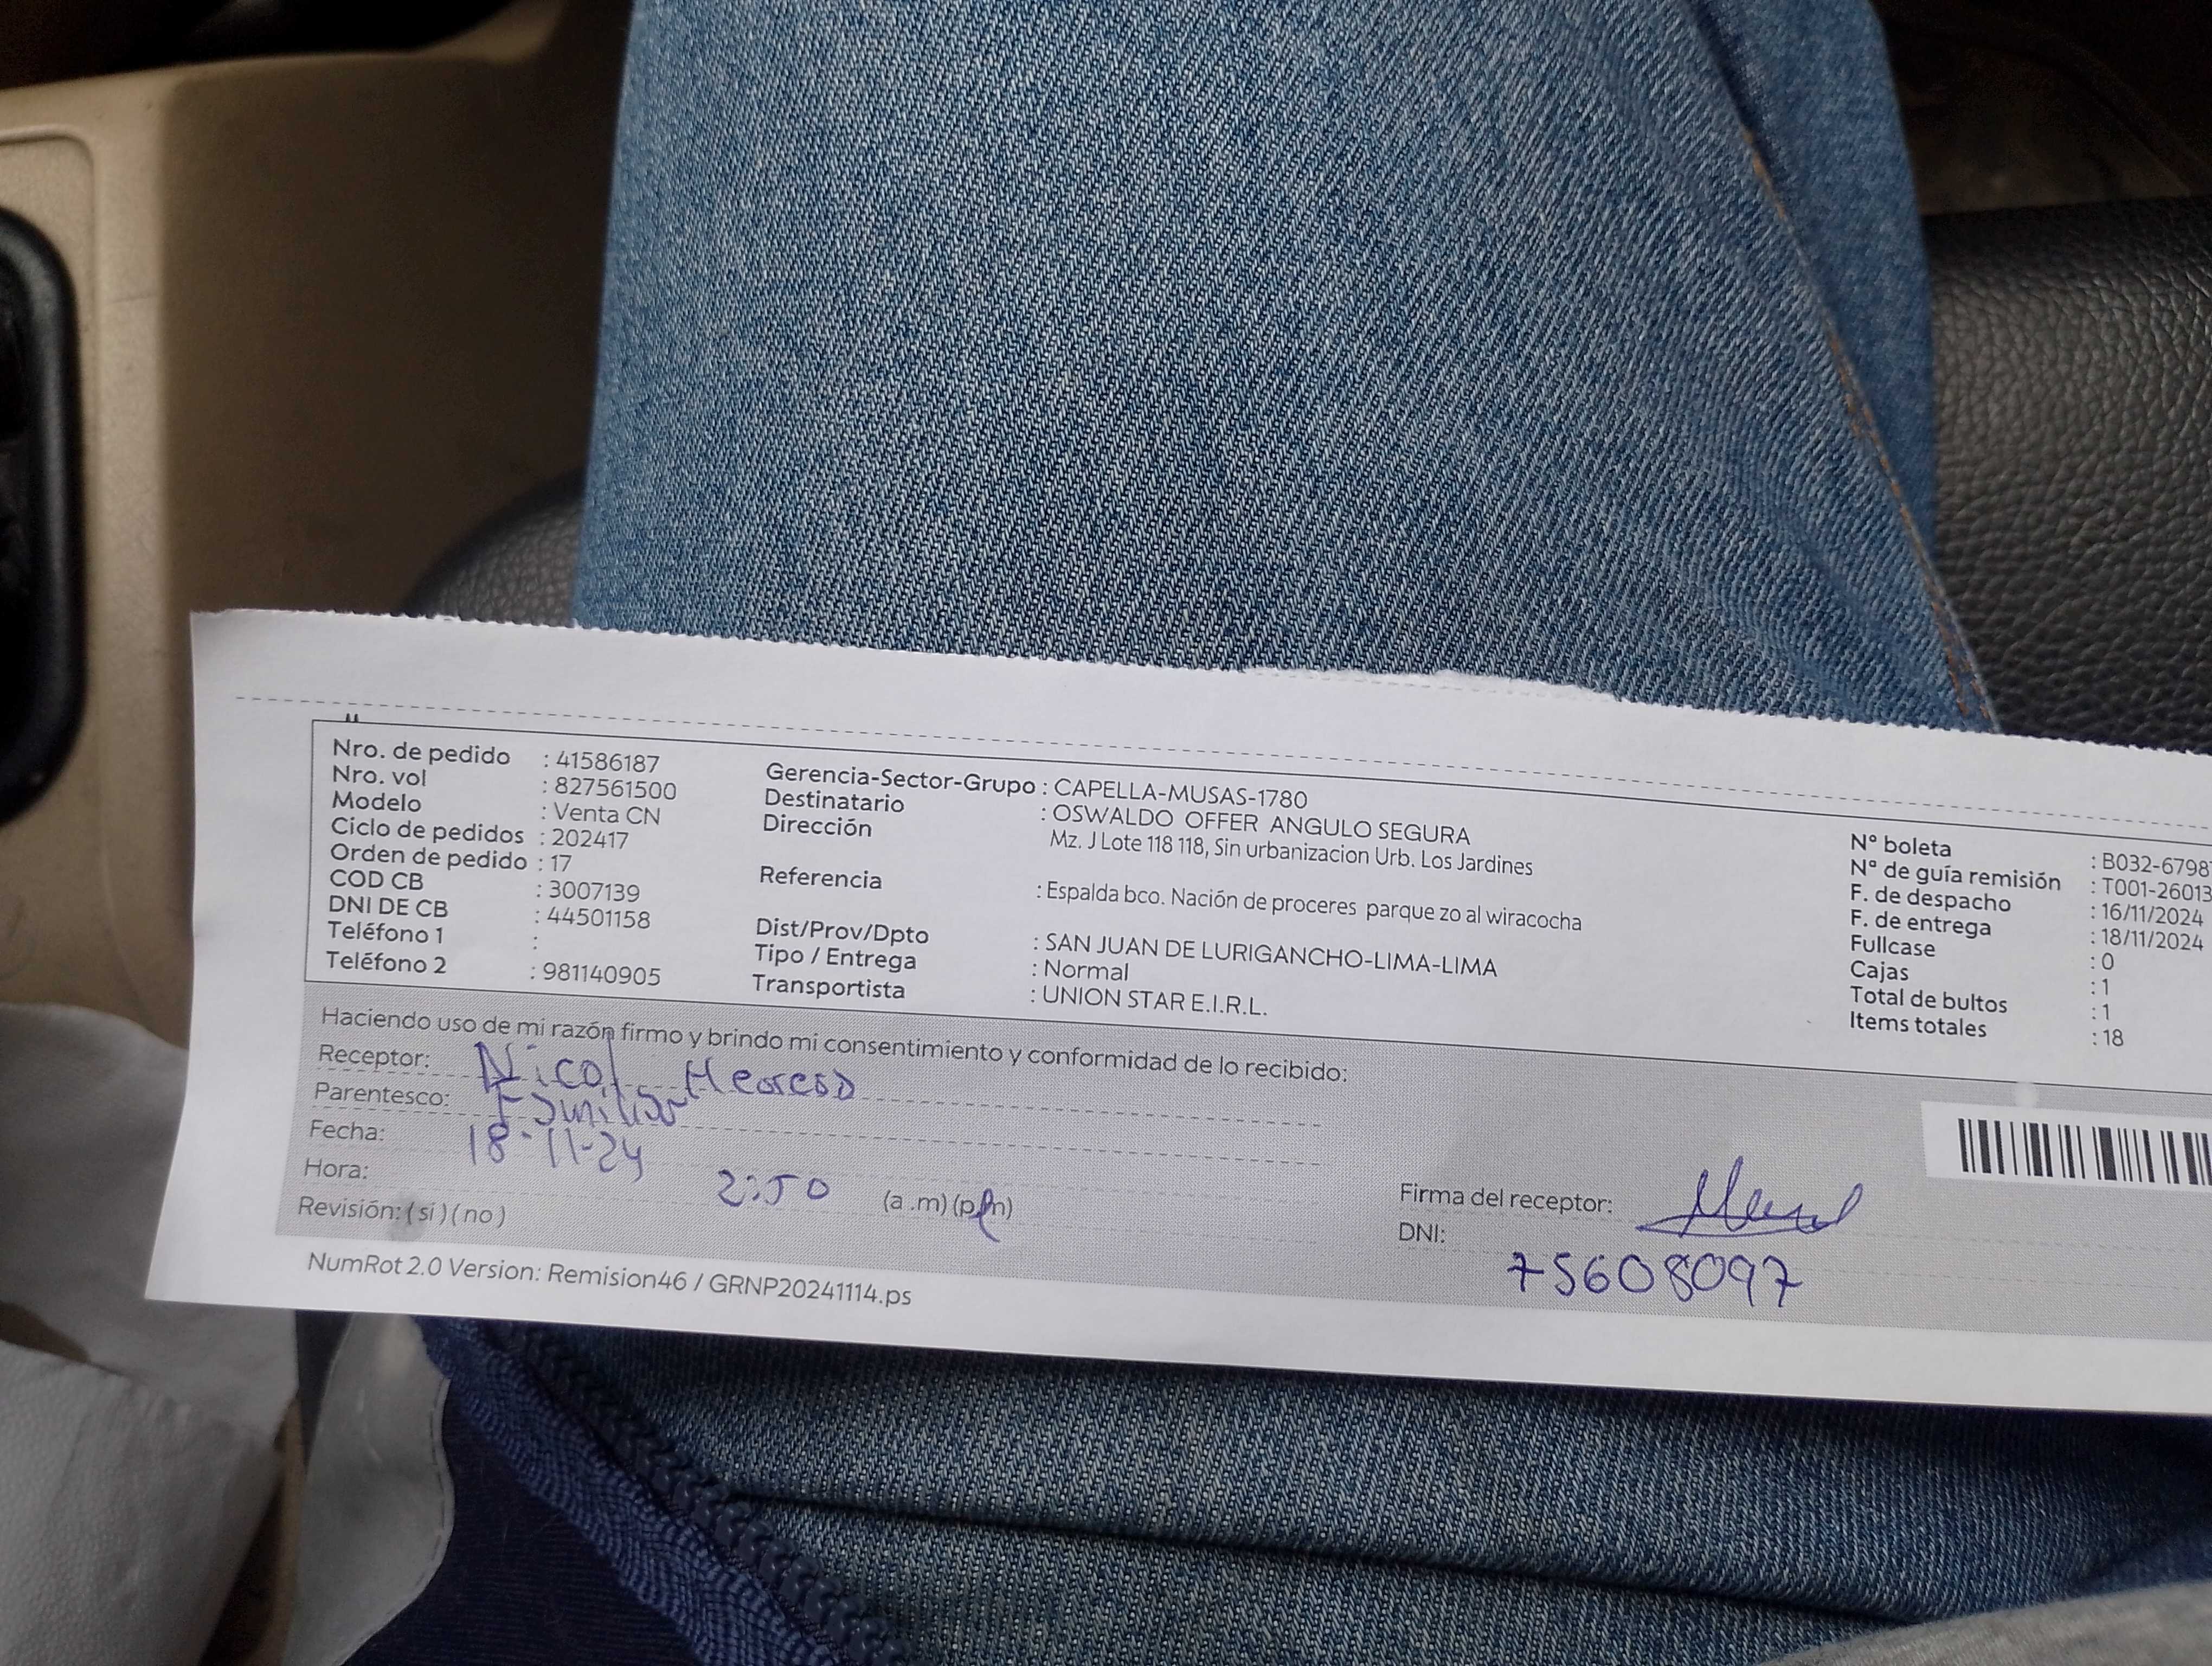 Nro. de pedido : 41586187
Nro. vol : 827561500
Modelo : Venta CN
Ciclo de pedidos : 202417
Orden de pedido : 17
COD CB : 3007139
DNI DE CB : 44501158
Teléfono 1 :
Teléfono 2 : 981140905
Gerencia-Sector-Grupo : CAPELLA-MUSAS-1780
Destinatario : OSWALDO OFFER ANGULO SEGURA
Dirección Mz. J Lote 118 118, Sin urbanizacion Urb. Los Jardines
Referencia : Espalda bco. Nación de proceres parque zo al wiracocha
Dist/Prov/Dpto : SAN JUAN DE LURIGANCHO-LIMA-LIMA
Tipo / Entrega : Normal
Transportista : UNION STAR E.I.R.L.
N° boleta : B032-6798
N° de guía remisión : T001-26013
F. de despacho : 16/11/2024
F. de entrega : 18/11/2024
Fullcase : 0
Cajas : 1
Total de bultos : 1
Items totales : 18
Haciendo uso de mi razón firmo y brindo mi consentimiento y conformidad de lo recibido:
Receptor: Nicol
Parentesco: Familiar
Fecha: 18-11-24
Hora: 2:50 (a .m) (p.m)
Revisión: ( sí ) ( no )
Firma del receptor:
DNI: 75608097
NumRot 2.0 Version: Remision46 / GRNP20241114.ps